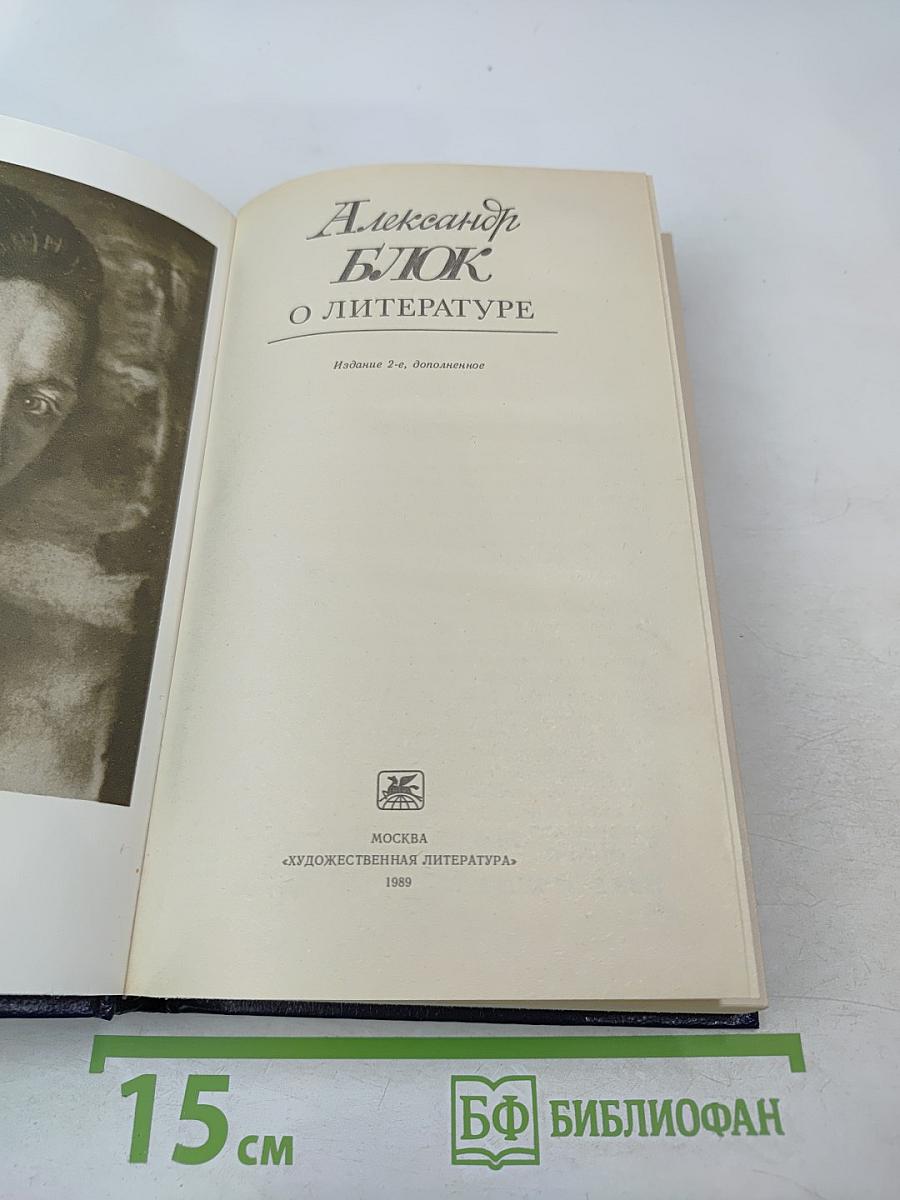 Александр
БЛОК
О ЛИТЕРАТУРЕ
Издание 2-е, дополненное
МОСКВА
«ХУДОЖЕСТВЕННАЯ ЛИТЕРАТУРА»
1989
15 см
БФ БИБЛИОФАН